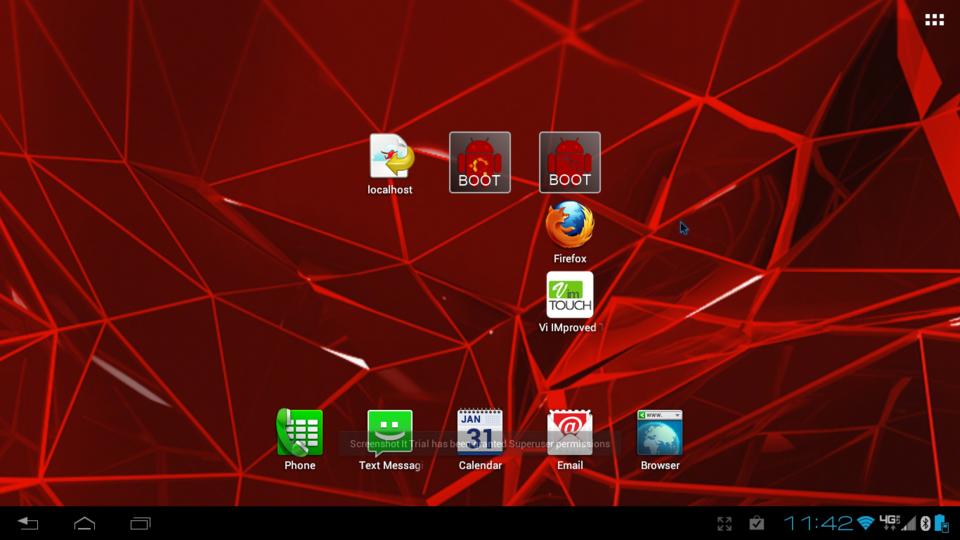 localhost
BOOT
BOOT
Firefox
Vim
TOUCH
Vi IMproved
JAN
31
@
WWW.
Screenshot It Trial has been granted Superuser permissions
Phone
Text Messagi
Calendar
Email
Browser
11:42
4G